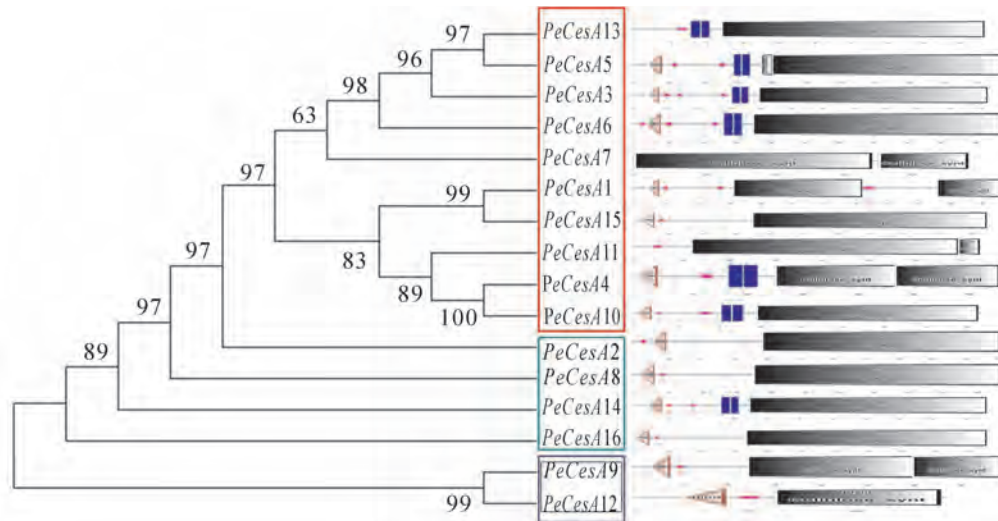 97
PeCesA13
96
PeCesA5
98
PeCesA3
63
PeCesA6
97
PeCesA7
99
PeCesA1
97
PeCesA15
83
PeCesA11
97
89
PeCesA4
100
PeCesA10
89
PeCesA2
PeCesA8
PeCesA14
PeCesA16
PeCesA9
99
PeCesA12